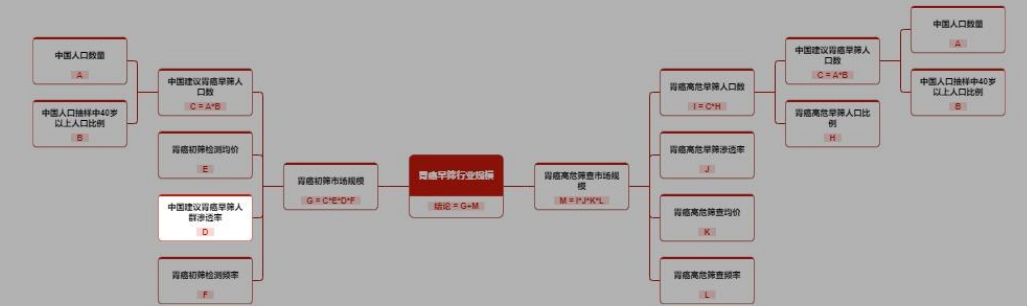 中国人口数量
A
中国人口抽样中40岁
以上人口比例
B
中国建议胃癌早筛人
口数
C = A*B
胃癌初筛检测均价
E
中国建议胃癌早筛人
群渗透率
D
胃癌初筛检测频率
F
胃癌初筛市场规模
G = C*E*D*F
胃癌早筛行业规模
结论 = G+M
胃癌高危筛查市场规
模
M = I*J*K*L
胃癌高危早筛人口数
I = C*H
胃癌高危早筛渗透率
J
胃癌高危筛查均价
K
胃癌高危筛查频率
L
中国建议胃癌早筛人
口数
C = A*B
胃癌高危早筛人口比
例
H
中国人口数量
A
中国人口抽样中40岁
以上人口比例
B